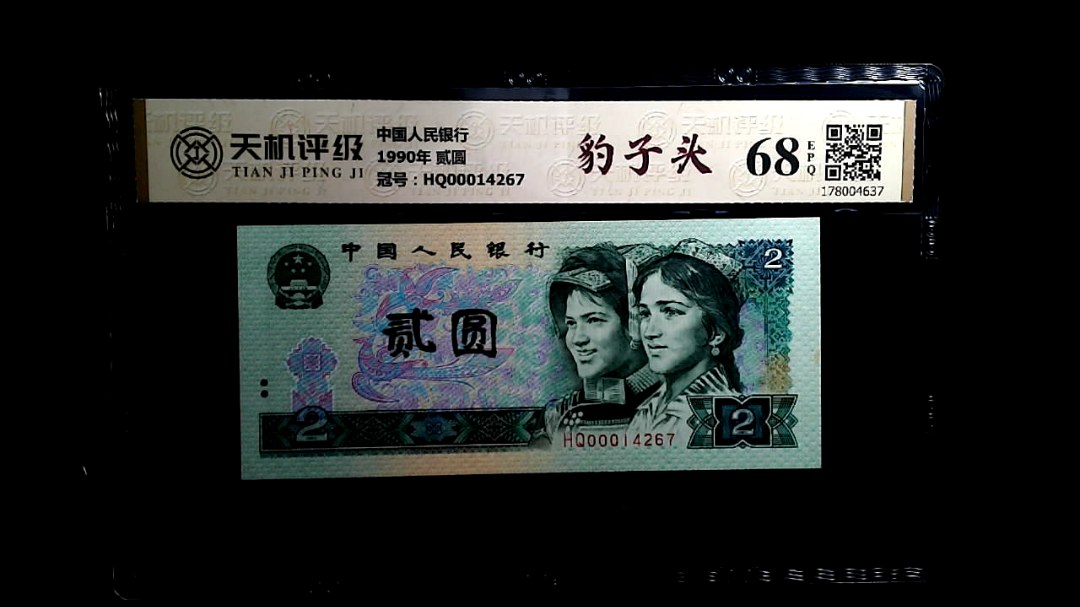 天机评级
TIAN JI PING JI
中国人民银行
1990年 贰圆
冠号：HQ00014267
豹子头
68
EPQ
178004637
中国人民银行
2
贰圆
2
HQ00014267
2